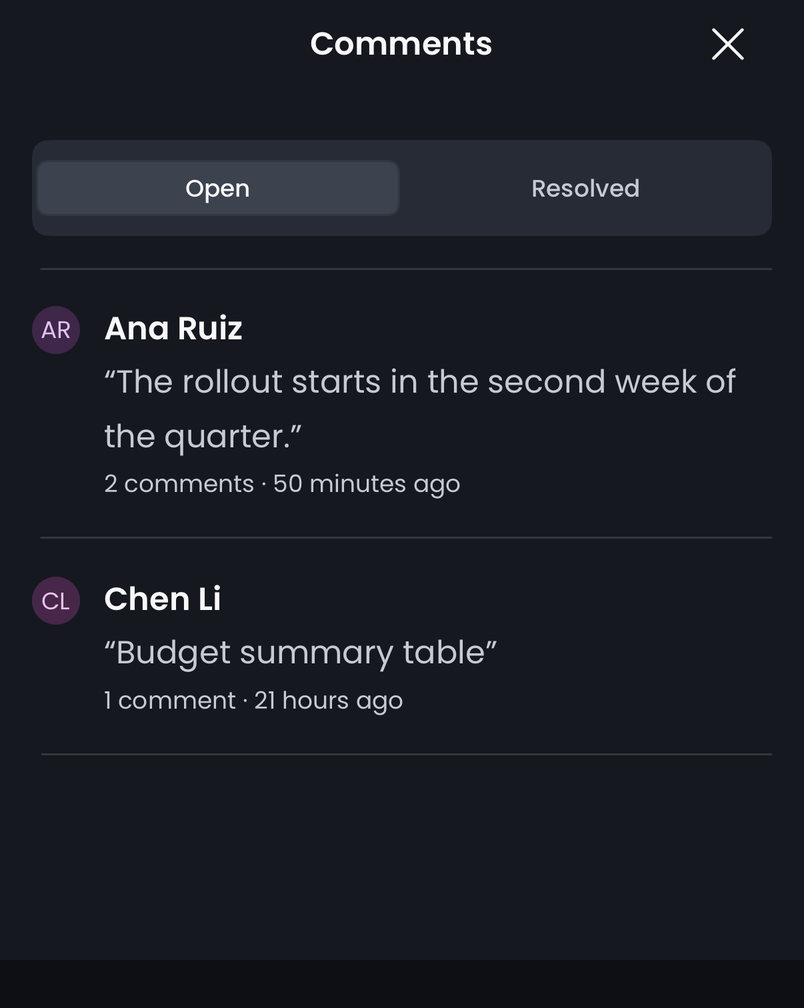 Comments
Open
Resolved
AR
Ana Ruiz
“The rollout starts in the second week of
the quarter.”
2 comments · 50 minutes ago
CL
Chen Li
“Budget summary table”
1 comment · 21 hours ago